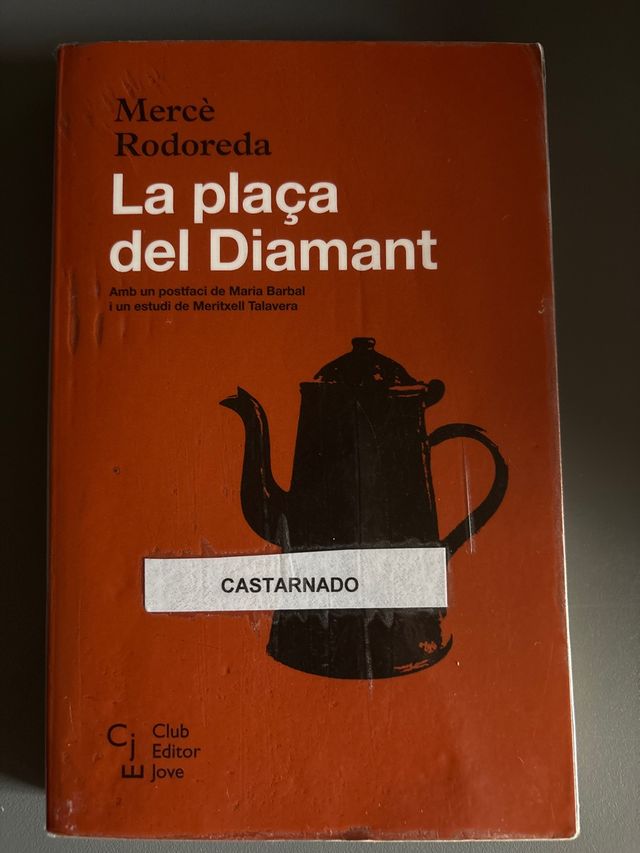 Mercè
Rodoreda
La plaça
del Diamant
Amb un postfaci de Maria Barbal
i un estudi de Meritxell Talavera
CASTARNADO
CjE
Club
Editor
Jove